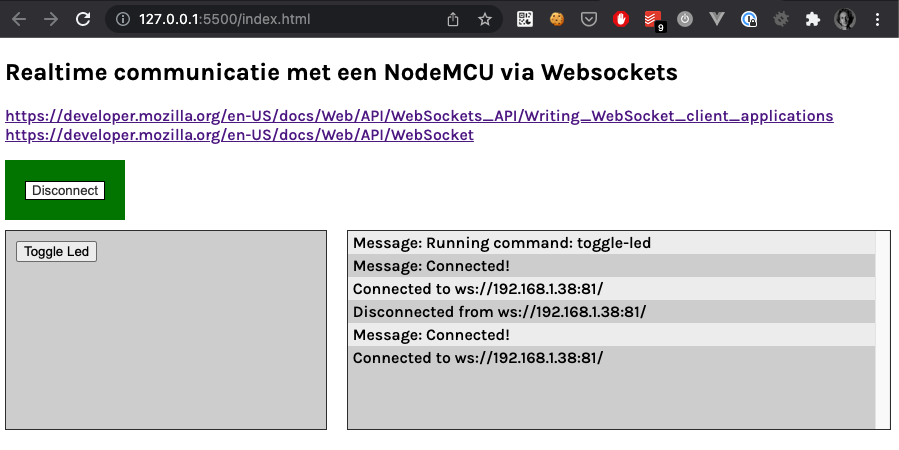 127.0.0.1:5500/index.html
9
Realtime communicatie met een NodeMCU via Websockets
https://developer.mozilla.org/en-US/docs/Web/API/WebSockets_API/Writing_WebSocket_client_applications
https://developer.mozilla.org/en-US/docs/Web/API/WebSocket
Disconnect
Toggle Led
Message: Running command: toggle-led
Message: Connected!
Connected to ws://192.168.1.38:81/
Disconnected from ws://192.168.1.38:81/
Message: Connected!
Connected to ws://192.168.1.38:81/